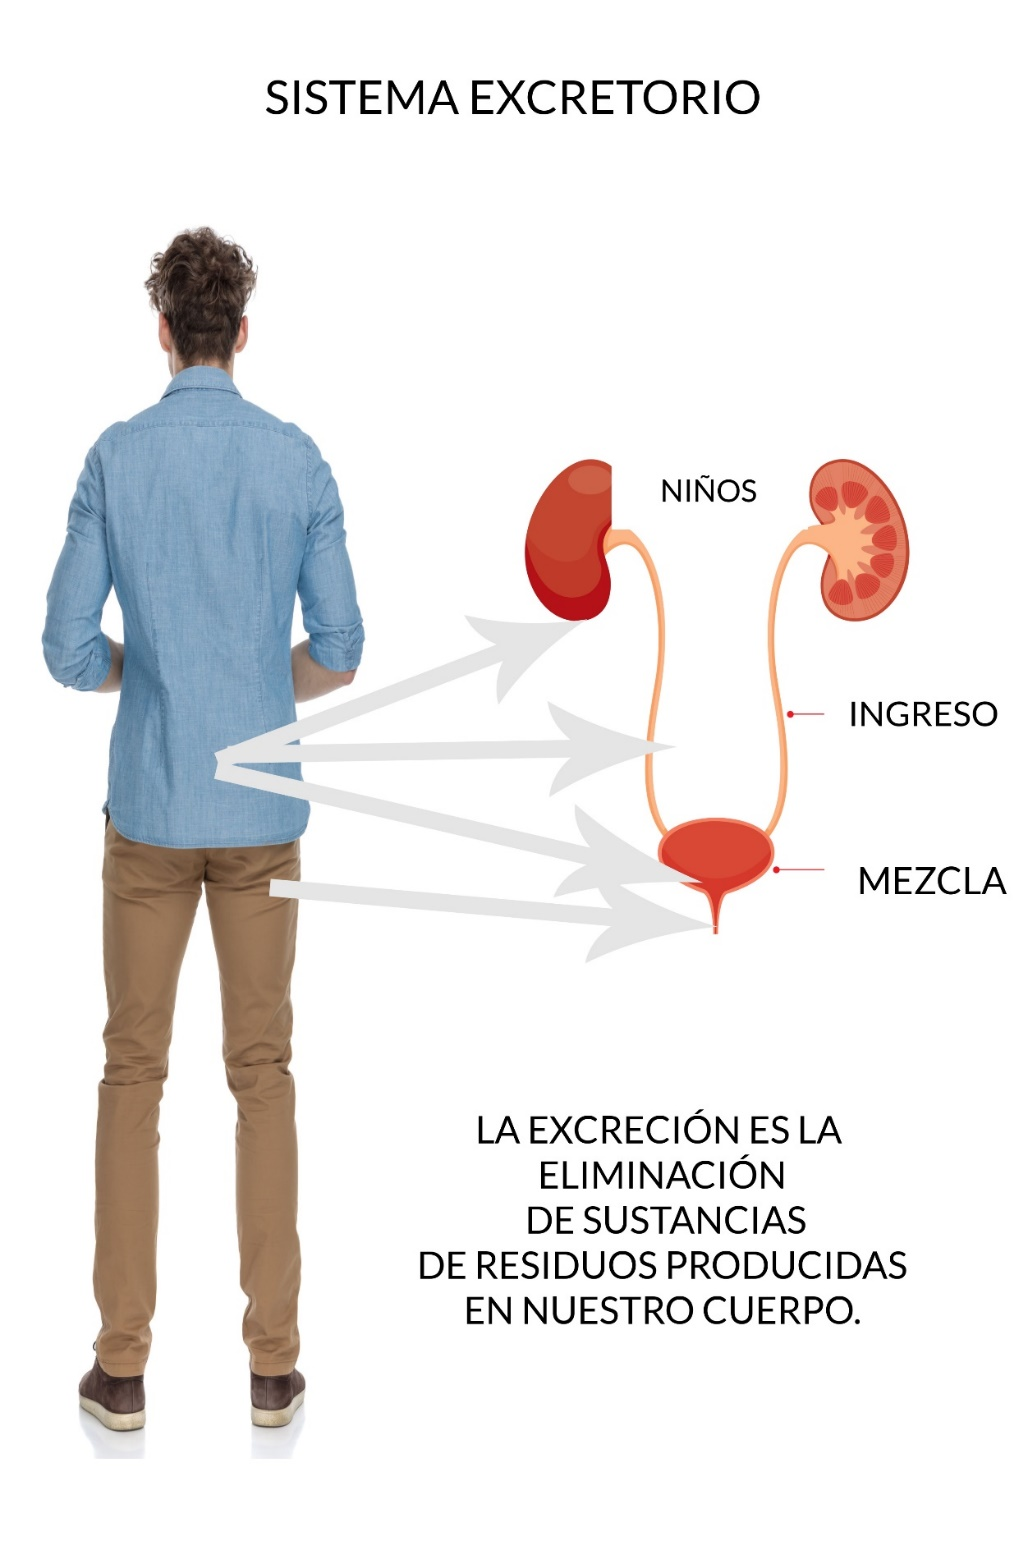 SISTEMA EXCRETORIO
NIÑOS
INGRESO
MEZCLA
LA EXCRECIÓN ES LA
ELIMINACIÓN
DE SUSTANCIAS
DE RESIDUOS PRODUCIDAS
EN NUESTRO CUERPO.